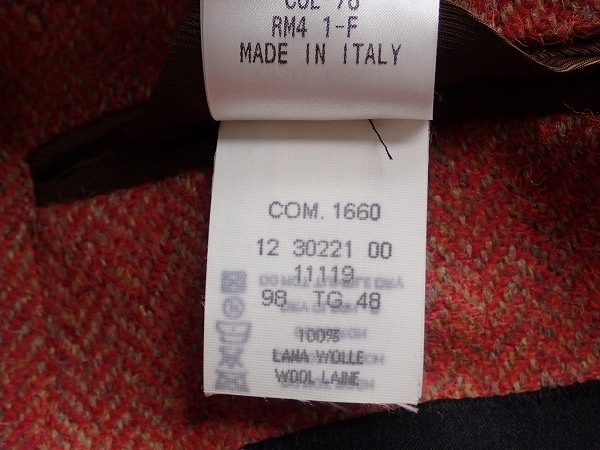 COL 78
RM4 1-F
MADE IN ITALY
COM. 1660
12 30221 00
11119
98 TG.48
100%
LANA WOLLE
WOOL LAINE